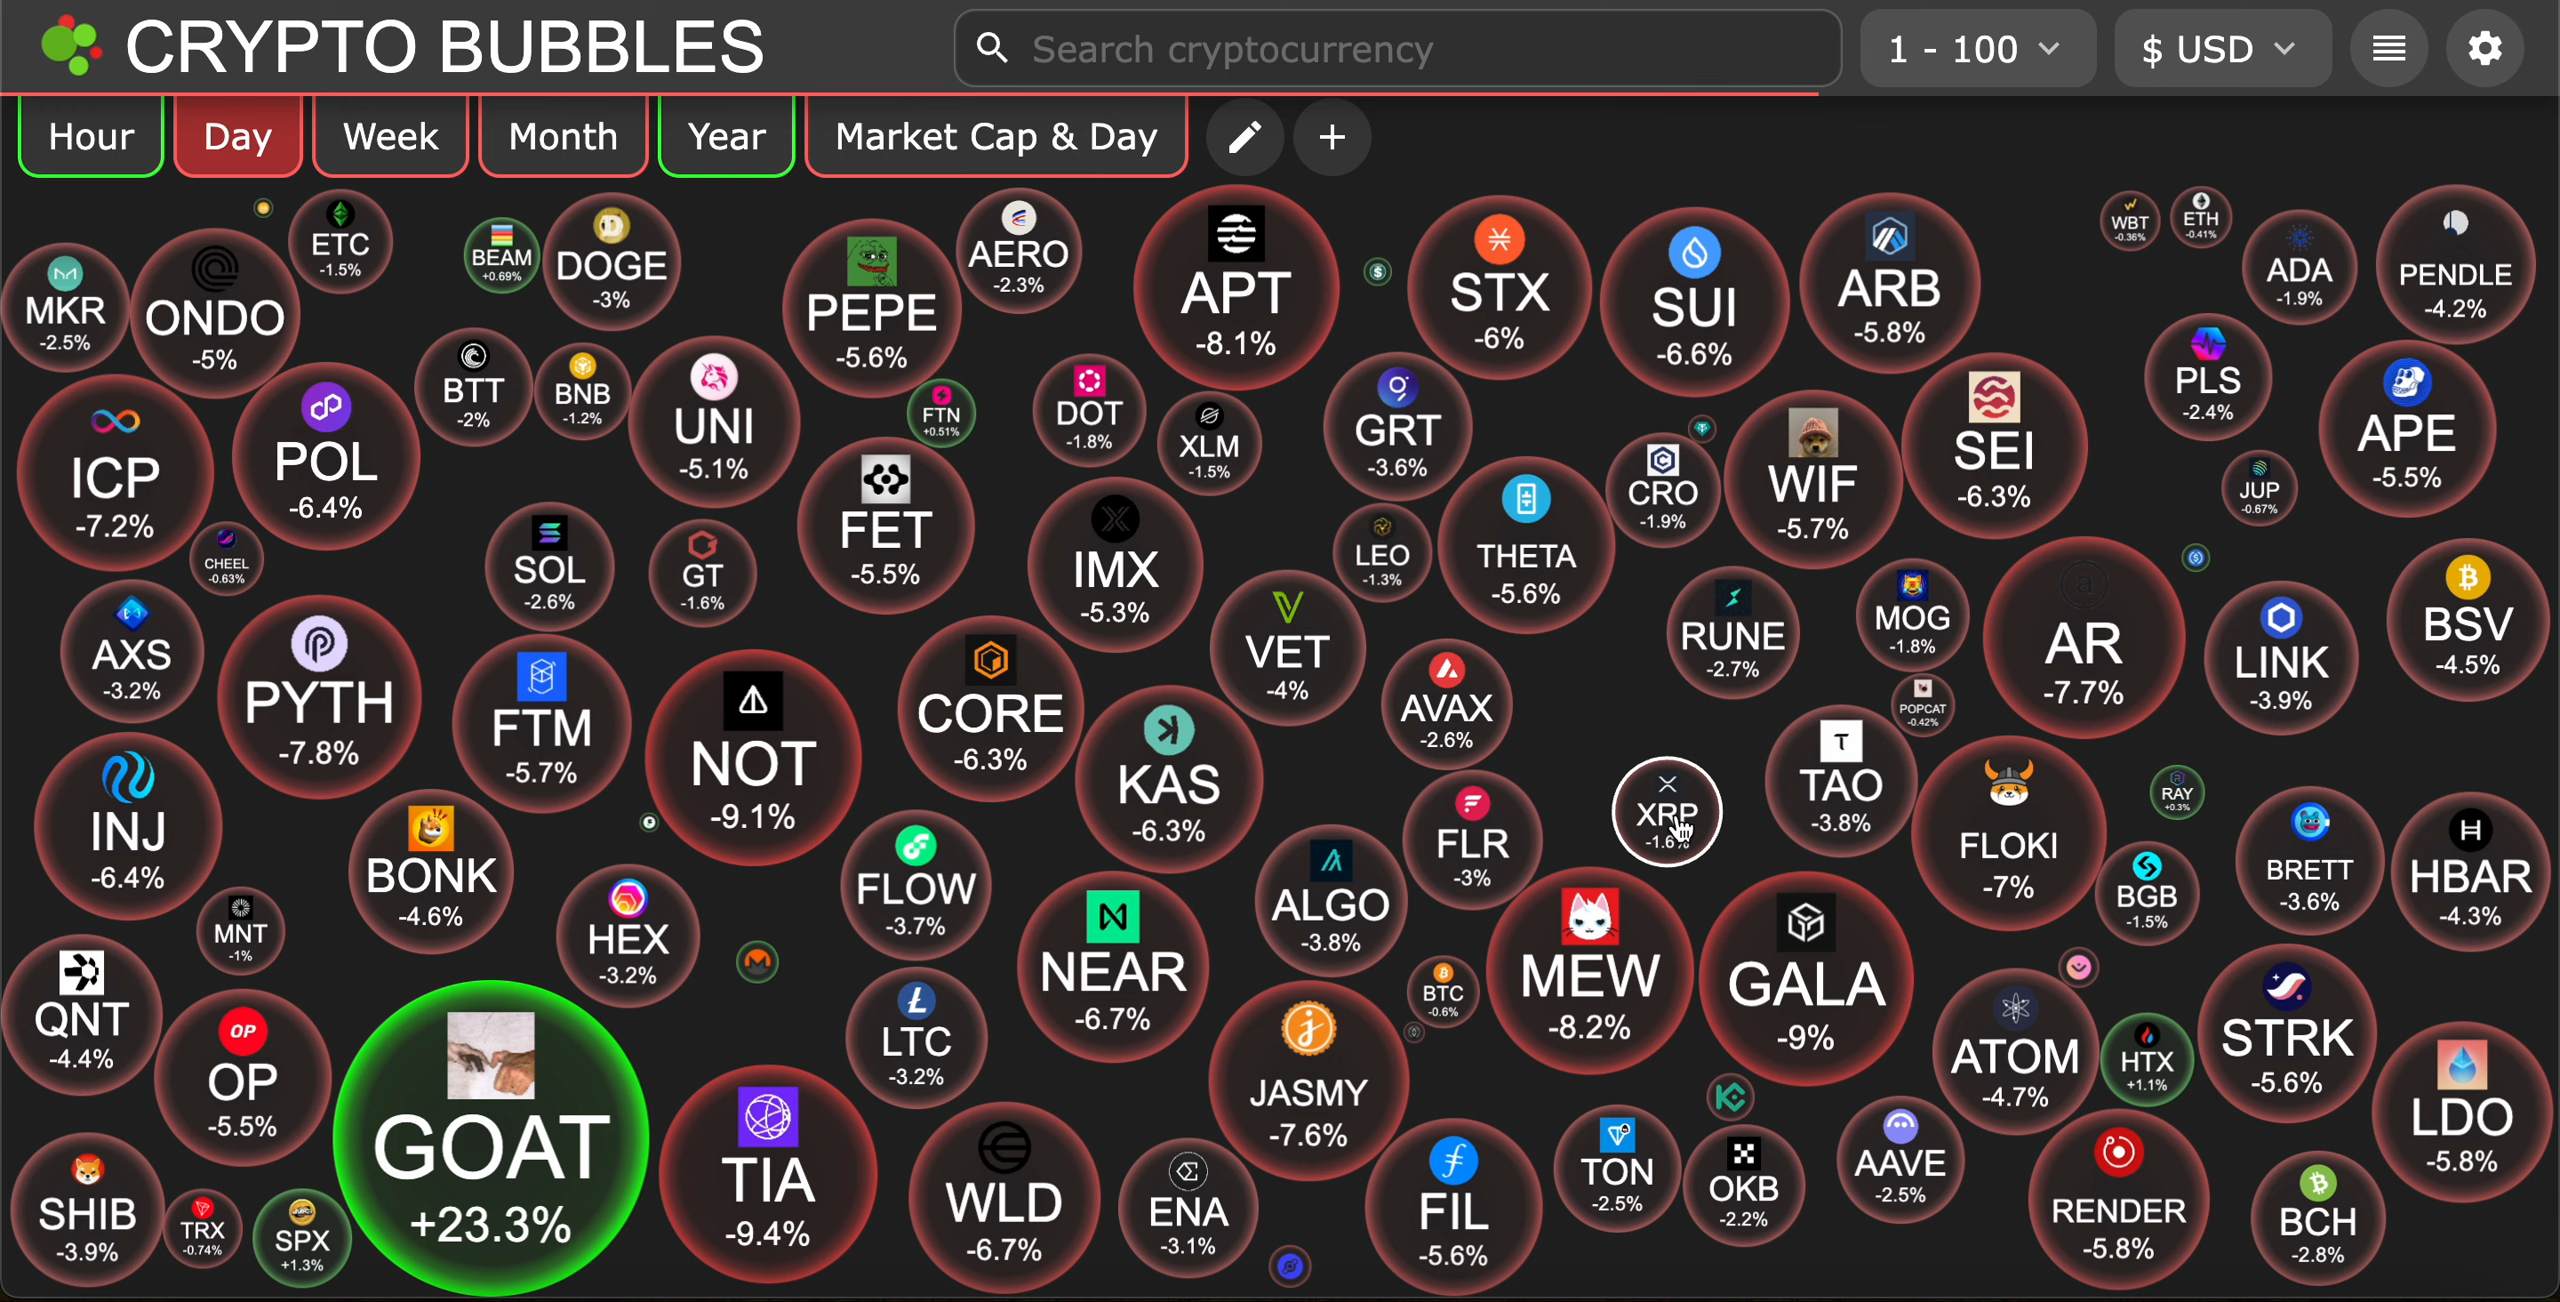 CRYPTO BUBBLES
Search cryptocurrency
1 - 100
$ USD
Hour
Day
Week
Month
Year
Market Cap & Day
MKR
-2.5%
ONDO
-5%
ETC
-1.5%
BEAM
+0.69%
DOGE
-3%
PEPE
-5.6%
AERO
-2.3%
APT
-8.1%
STX
-6%
SUI
-6.6%
ARB
-5.8%
WBT
-0.36%
ETH
-0.41%
ADA
-1.9%
PENDLE
-4.2%
ICP
-7.2%
POL
-6.4%
BTT
-2%
BNB
-1.2%
UNI
-5.1%
FTN
+0.51%
DOT
-1.8%
XLM
-1.5%
GRT
-3.6%
CRO
-1.9%
WIF
-5.7%
SEI
-6.3%
PLS
-2.4%
APE
-5.5%
JUP
-0.67%
CHEEL
-0.63%
SOL
-2.6%
GT
-1.6%
FET
-5.5%
IMX
-5.3%
LEO
-1.3%
THETA
-5.6%
RUNE
-2.7%
MOG
-1.8%
AR
-7.7%
LINK
-3.9%
BSV
-4.5%
AXS
-3.2%
PYTH
-7.8%
FTM
-5.7%
NOT
-9.1%
CORE
-6.3%
VET
-4%
KAS
-6.3%
AVAX
-2.6%
POPCAT
-0.42%
INJ
-6.4%
BONK
-4.6%
FLOW
-3.7%
FLR
-3%
XRP
-1.6%
TAO
-3.8%
FLOKI
-7%
RAY
+0.3%
BRETT
-3.6%
HBAR
-4.3%
MNT
-1%
HEX
-3.2%
ALGO
-3.8%
BGB
-1.5%
QNT
-4.4%
OP
OP
-5.5%
GOAT
+23.3%
LTC
-3.2%
NEAR
-6.7%
BTC
-0.6%
MEW
-8.2%
GALA
-9%
ATOM
-4.7%
HTX
+1.1%
STRK
-5.6%
LDO
-5.8%
TIA
-9.4%
JASMY
-7.6%
SHIB
-3.9%
TRX
-0.74%
SPX
+1.3%
WLD
-6.7%
ENA
-3.1%
FIL
-5.6%
TON
-2.5%
OKB
-2.2%
AAVE
-2.5%
RENDER
-5.8%
BCH
-2.8%